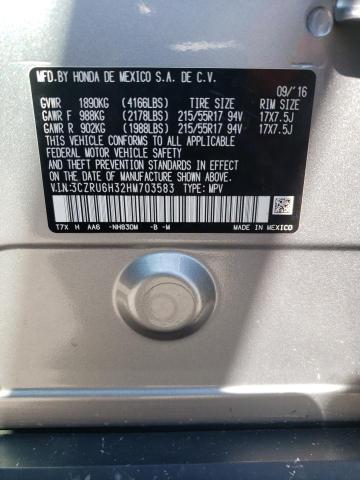 MFD.BY HONDA DE MEXICO S.A. DE C.V. 09/'16
GVWR 1890KG (4166LBS) TIRE SIZE RIM SIZE
GAWR F 988KG (2178LBS) 215/55R17 94V 17X7.5J
GAWR R 902KG (1988LBS) 215/55R17 94V 17X7.5J
THIS VEHICLE CONFORMS TO ALL APPLICABLE
FEDERAL MOTOR VEHICLE SAFETY, BUMPER,
AND THEFT PREVENTION STANDARDS IN EFFECT
ON THE DATE OF MANUFACTURE SHOWN ABOVE.
V.I.N:3CZRU6H32HM703583 TYPE: MPV
T7X H AA6 -NH830M -B -M MADE IN MEXICO